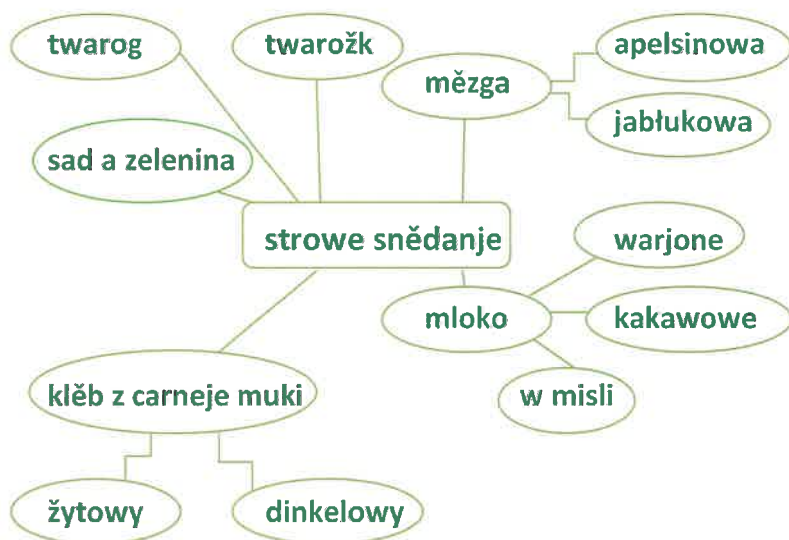 twarog
twarožk
apelsinowa
mězga
jabłukowa
sad a zelenina
strowe snědanje
warjone
mloko
kakawowe
klěb z carneje muki
w misli
žytowy
dinkelowy